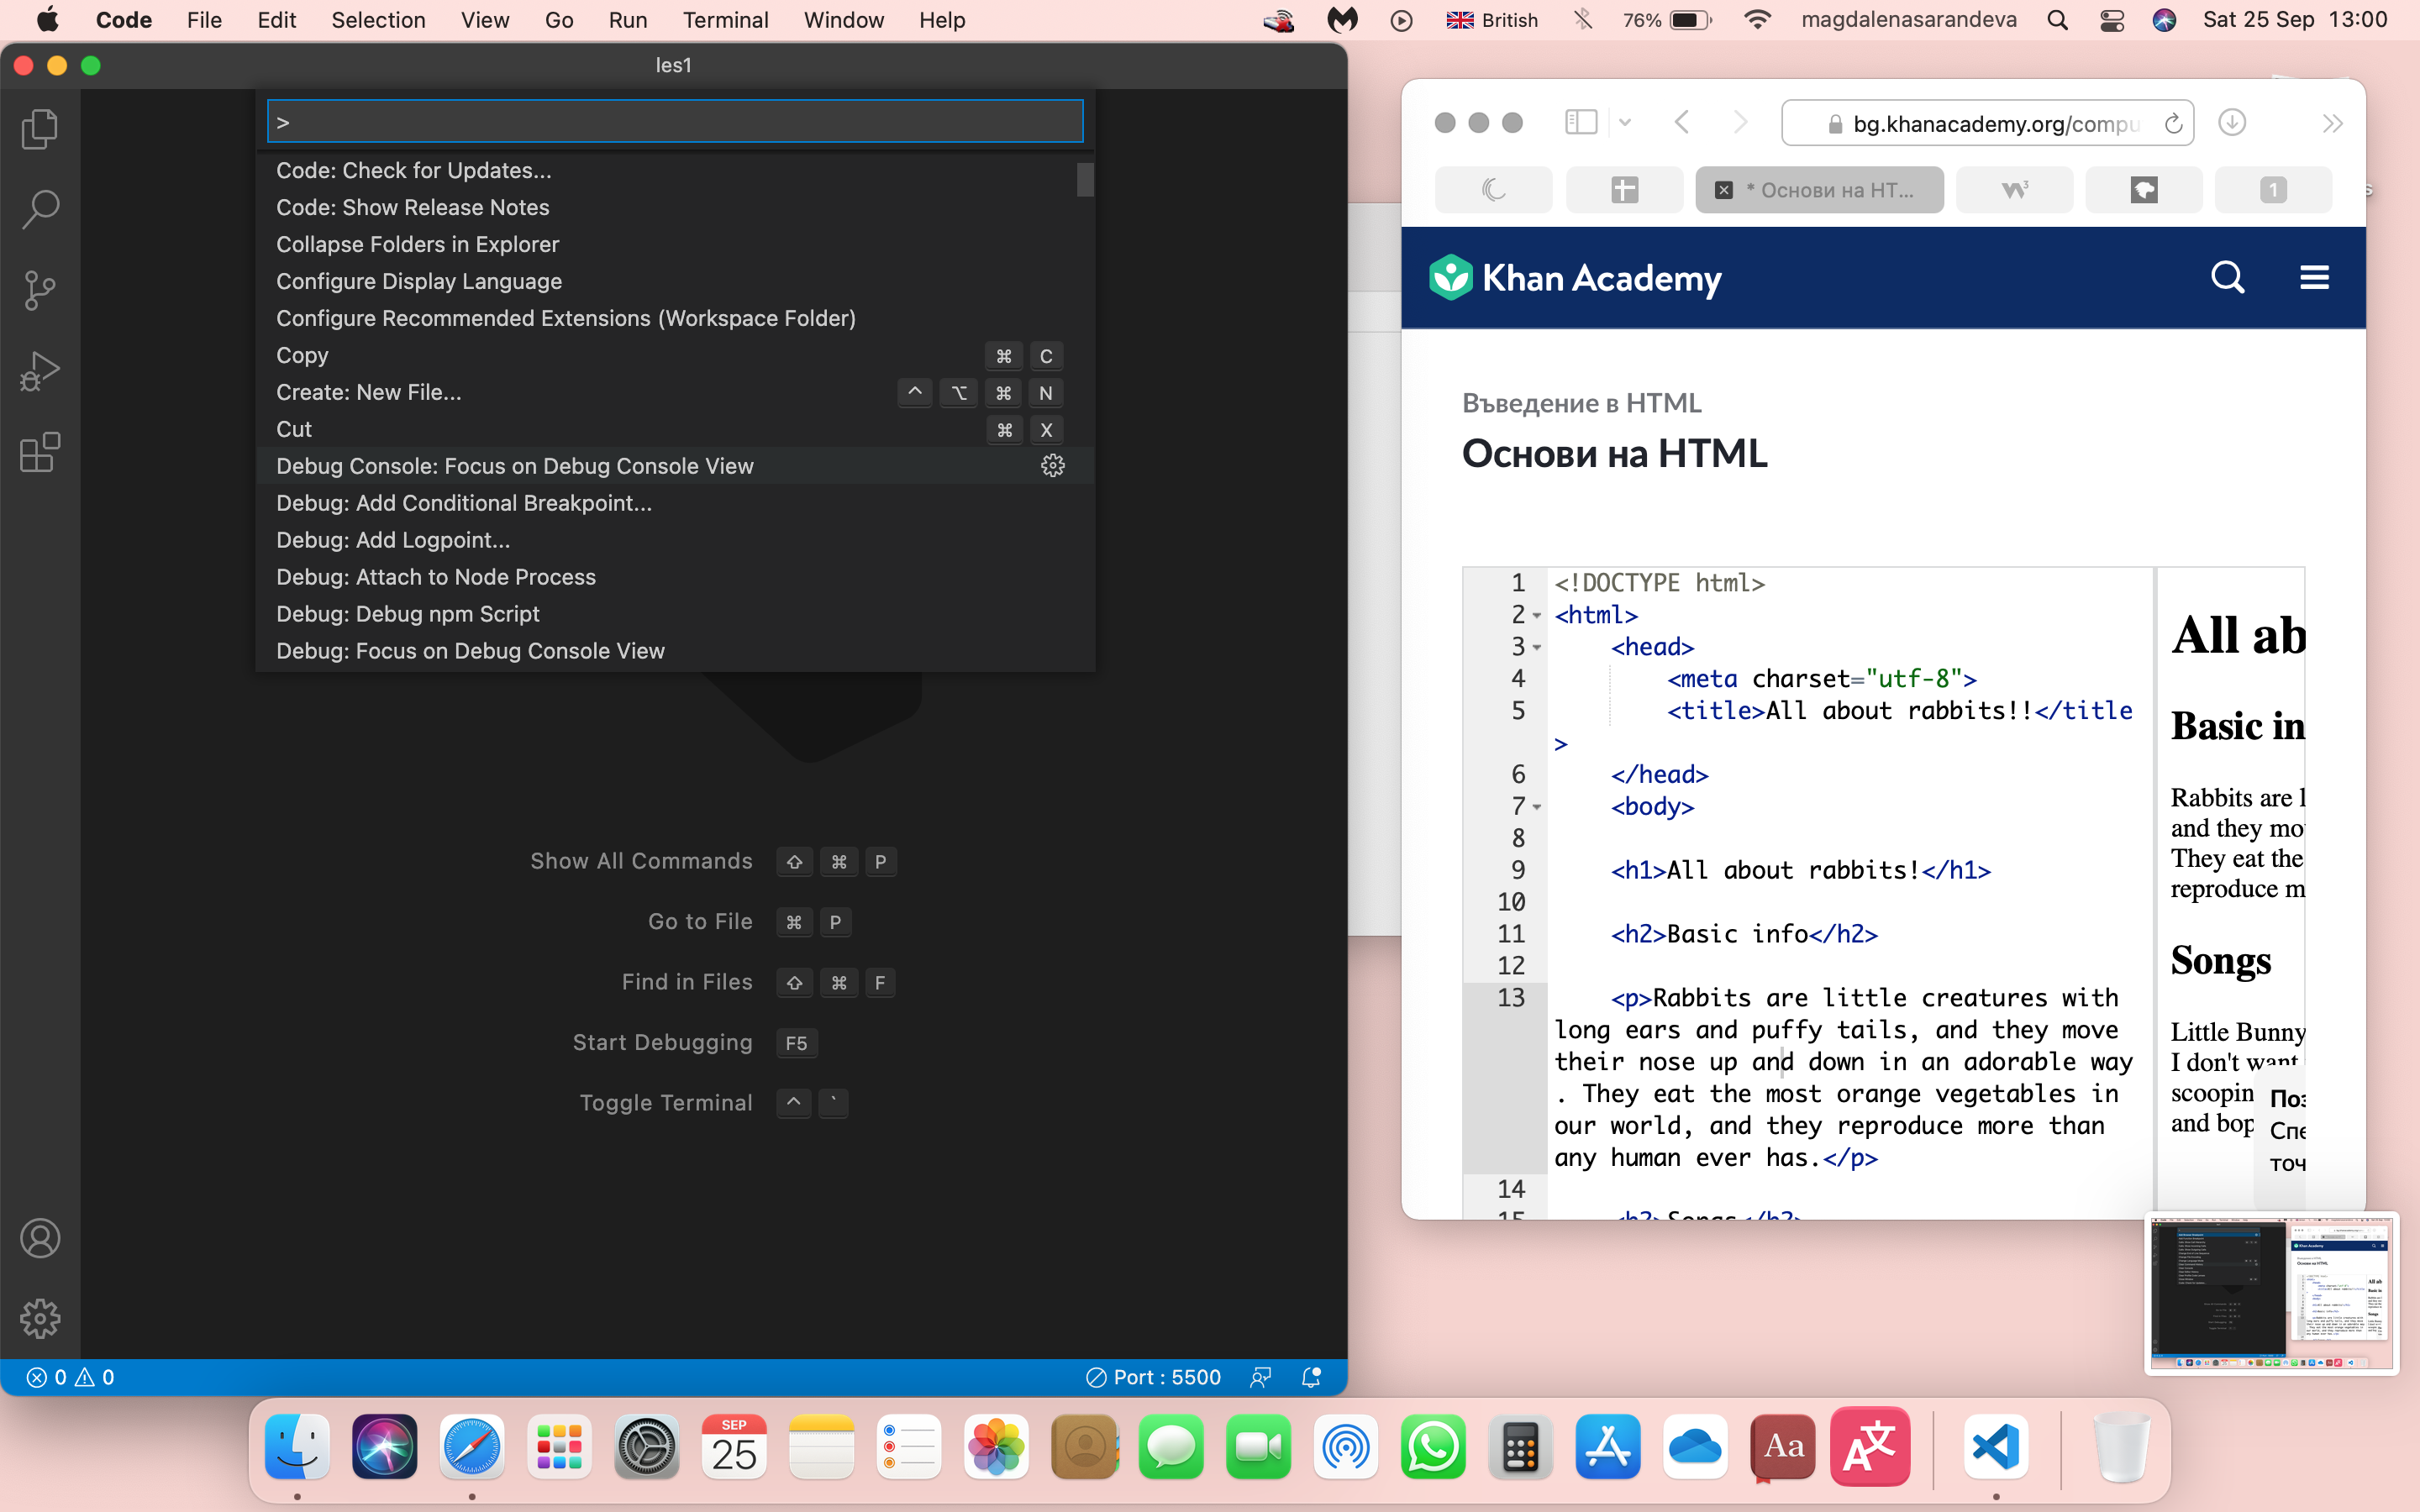 Code File Edit Selection View Go Run Terminal Window Help
British 76% magdalenasarandeva Sat 25 Sep 13:00
les1
>
Code: Check for Updates...
Code: Show Release Notes
Collapse Folders in Explorer
Configure Display Language
Configure Recommended Extensions (Workspace Folder)
Copy ⌘ C
Create: New File... ^ ⌥ ⌘ N
Cut ⌘ X
Debug Console: Focus on Debug Console View
Debug: Add Conditional Breakpoint...
Debug: Add Logpoint...
Debug: Attach to Node Process
Debug: Debug npm Script
Debug: Focus on Debug Console View
Show All Commands ⇧ ⌘ P
Go to File ⌘ P
Find in Files ⇧ ⌘ F
Start Debugging F5
Toggle Terminal ^ `
0 0
Port : 5500
bg.khanacademy.org/compu
* Основи на HT...
W3
1
s
Khan Academy
Въведение в HTML
Основи на HTML
1 <!DOCTYPE html>
2 <html>
3 <head>
4 <meta charset="utf-8">
5 <title>All about rabbits!!</title
>
6 </head>
7 <body>
8
9 <h1>All about rabbits!</h1>
10
11 <h2>Basic info</h2>
12
13 <p>Rabbits are little creatures with
long ears and puffy tails, and they move
their nose up and down in an adorable way
. They eat the most orange vegetables in
our world, and they reproduce more than
any human ever has.</p>
14
15 <h2>Songs</h2>
All ab
Basic in
Rabbits are l
and they mo
They eat the
reproduce m
Songs
Little Bunny
I don't want
scoopin
and bop
Поз
Спе
точ
SEP
25
Aa